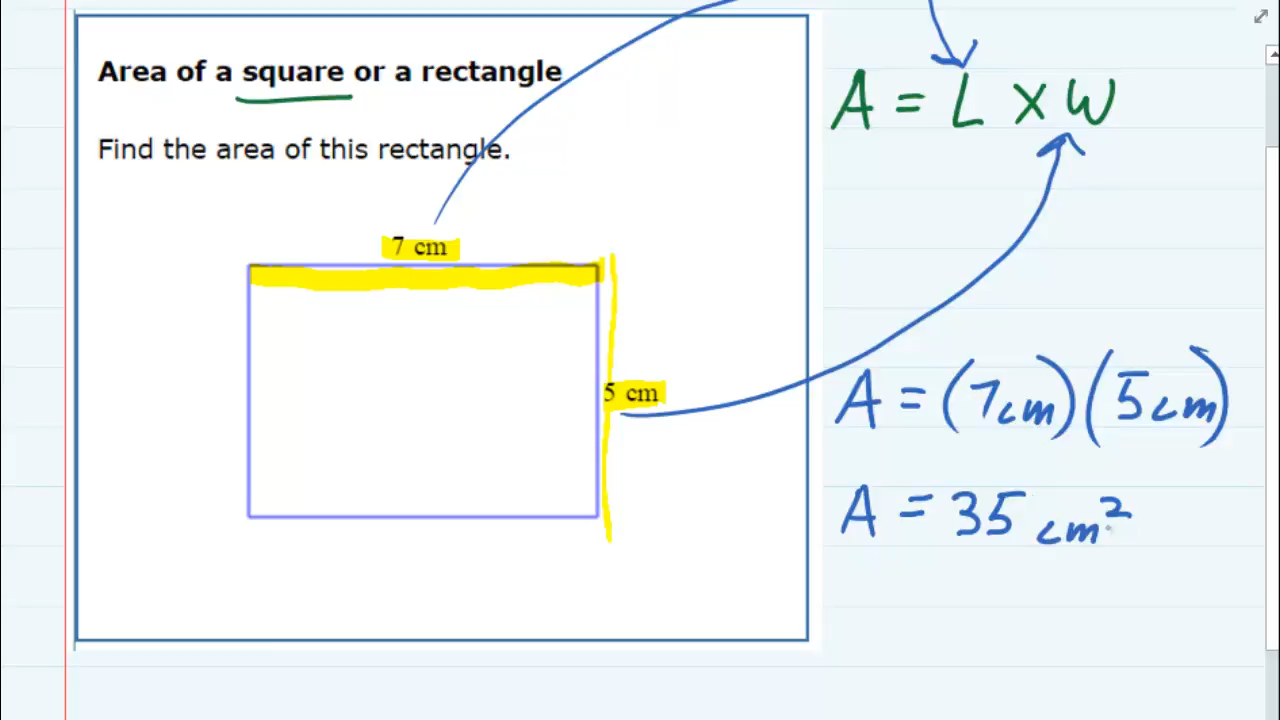 Area of a square or a rectangle
Find the area of this rectangle.
7 cm
5 cm
A = L x W
A = (7cm)(5cm)
A = 35 cm²